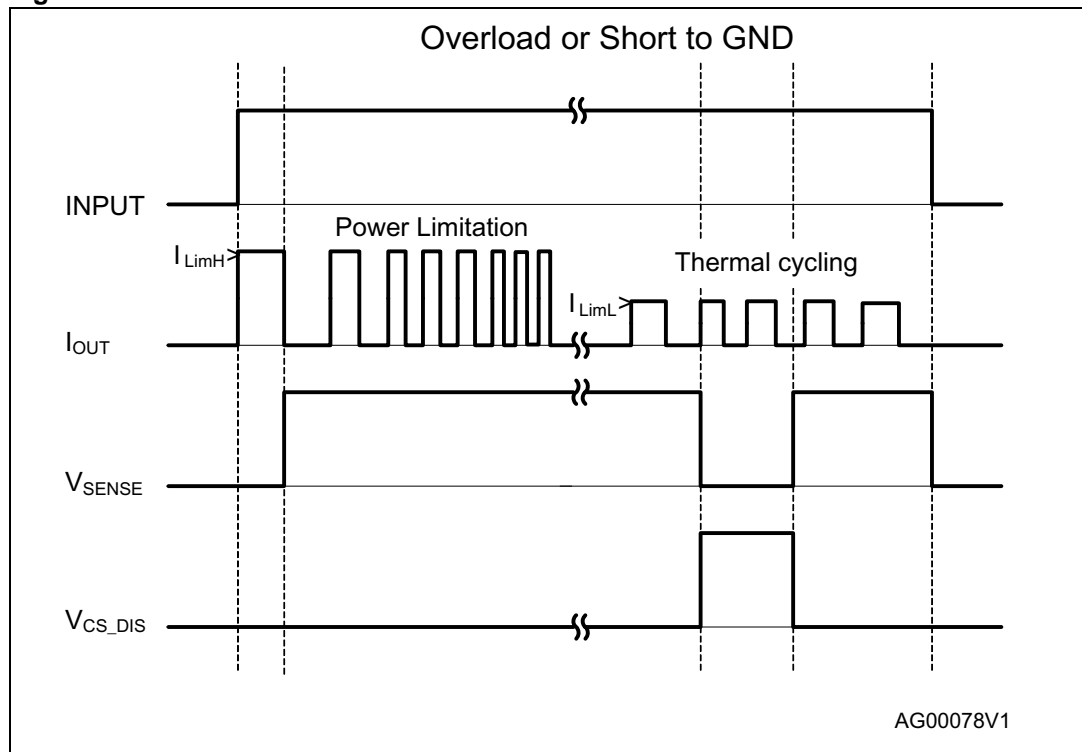 Overload or Short to GND
INPUT
Power Limitation
I LimH
Thermal cycling
I LimL
IOUT
VSENSE
VCS_DIS
AG00078V1